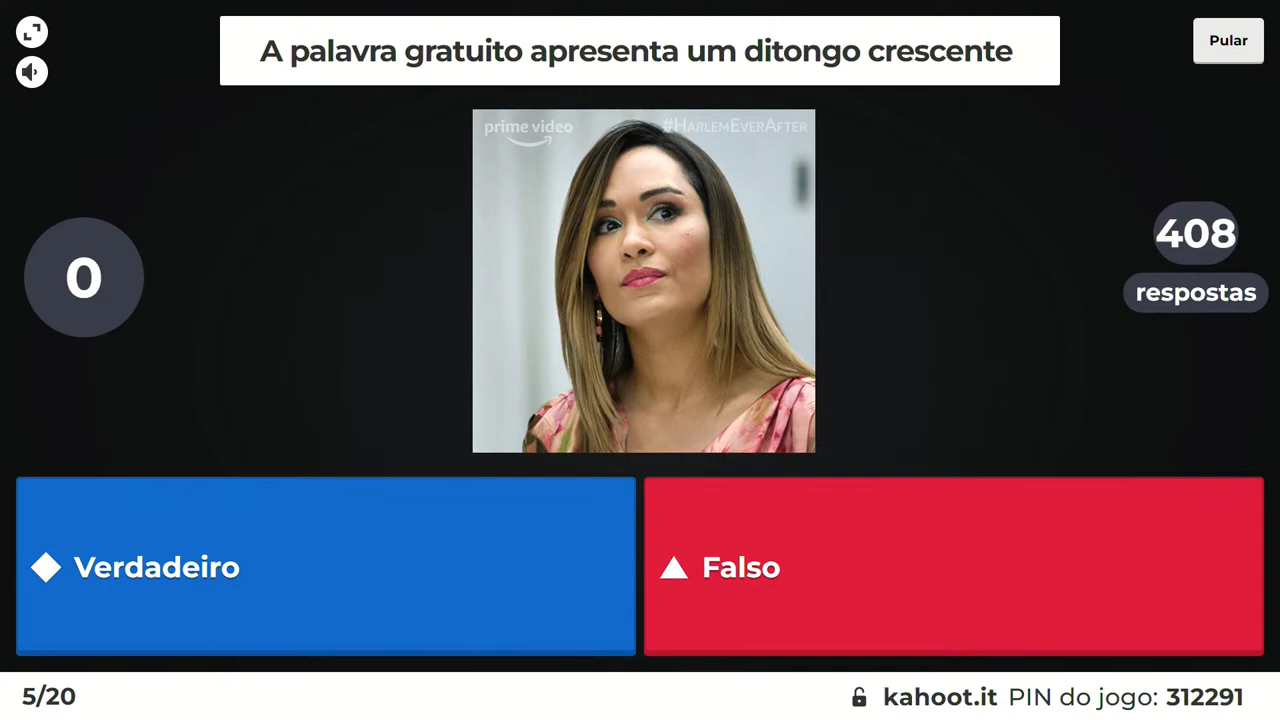 A palavra gratuito apresenta um ditongo crescente
Pular
prime video
#HARLEMEVERAFTER
0
408
respostas
Verdadeiro
Falso
5/20
kahoot.it PIN do jogo: 312291